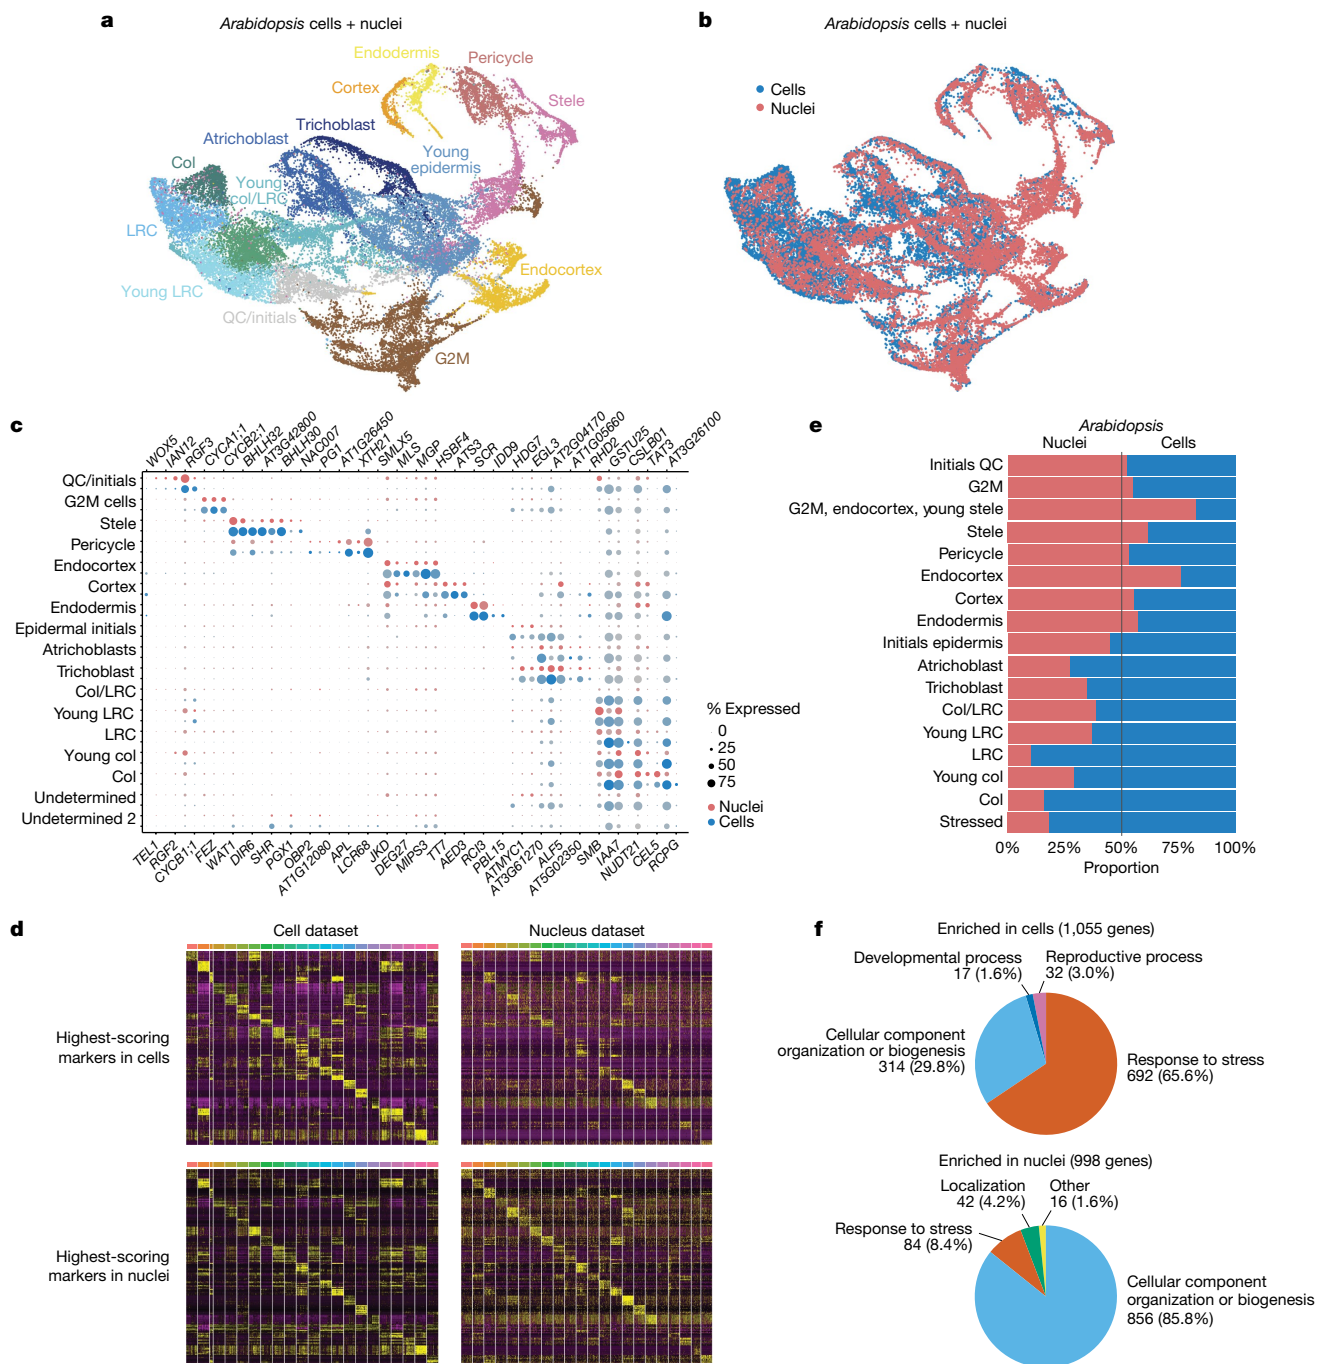 a
Arabidopsis cells + nuclei
Endodermis
Pericycle
Cortex
Stele
Trichoblast
Atrichoblast
Young
epidermis
Col
Young
col/LRC
LRC
Endocortex
Young LRC
QC/initials
G2M
b
Arabidopsis cells + nuclei
Cells
Nuclei
c
WOX5
IAN12
RGF3
CYCA1;1
CYCB2;1
BHLH32
AT3G42800
BHLH30
NAC007
PG1
AT1G26450
XTH21
SMLX5
MLS
MGP
HSBF4
ATS3
SCR
IDD9
HDG7
EGL3
AT2G04170
AT1G05660
RHD2
GSTU25
CSLB01
TAT3
AT3G26100
QC/initials
G2M cells
Stele
Pericycle
Endocortex
Cortex
Endodermis
Epidermal initials
Atrichoblasts
Trichoblast
Col/LRC
Young LRC
LRC
Young col
Col
Undetermined
Undetermined 2
TEL1
RGF2
CYCB1;1
FEZ
WAT1
DIR6
SHR
PGX1
OBP2
AT1G12080
APL
LCR68
JKD
DEG27
MIPS3
TT7
AED3
RCI3
PBL15
ATMYC1
AT3G61270
ALF5
AT5G02350
SMB
IAA7
NUDT21
CEL5
RCPG
% Expressed
0
25
50
75
Nuclei
Cells
e
Arabidopsis
Nuclei
Cells
Initials QC
G2M
G2M, endocortex, young stele
Stele
Pericycle
Endocortex
Cortex
Endodermis
Initials epidermis
Atrichoblast
Trichoblast
Col/LRC
Young LRC
LRC
Young col
Col
Stressed
0%
25%
50%
75%
100%
Proportion
d
Cell dataset
Nucleus dataset
Highest-scoring
markers in cells
Highest-scoring
markers in nuclei
f
Enriched in cells (1,055 genes)
Developmental process
17 (1.6%)
Reproductive process
32 (3.0%)
Cellular component
organization or biogenesis
314 (29.8%)
Response to stress
692 (65.6%)
Enriched in nuclei (998 genes)
Localization
42 (4.2%)
Other
16 (1.6%)
Response to stress
84 (8.4%)
Cellular component
organization or biogenesis
856 (85.8%)